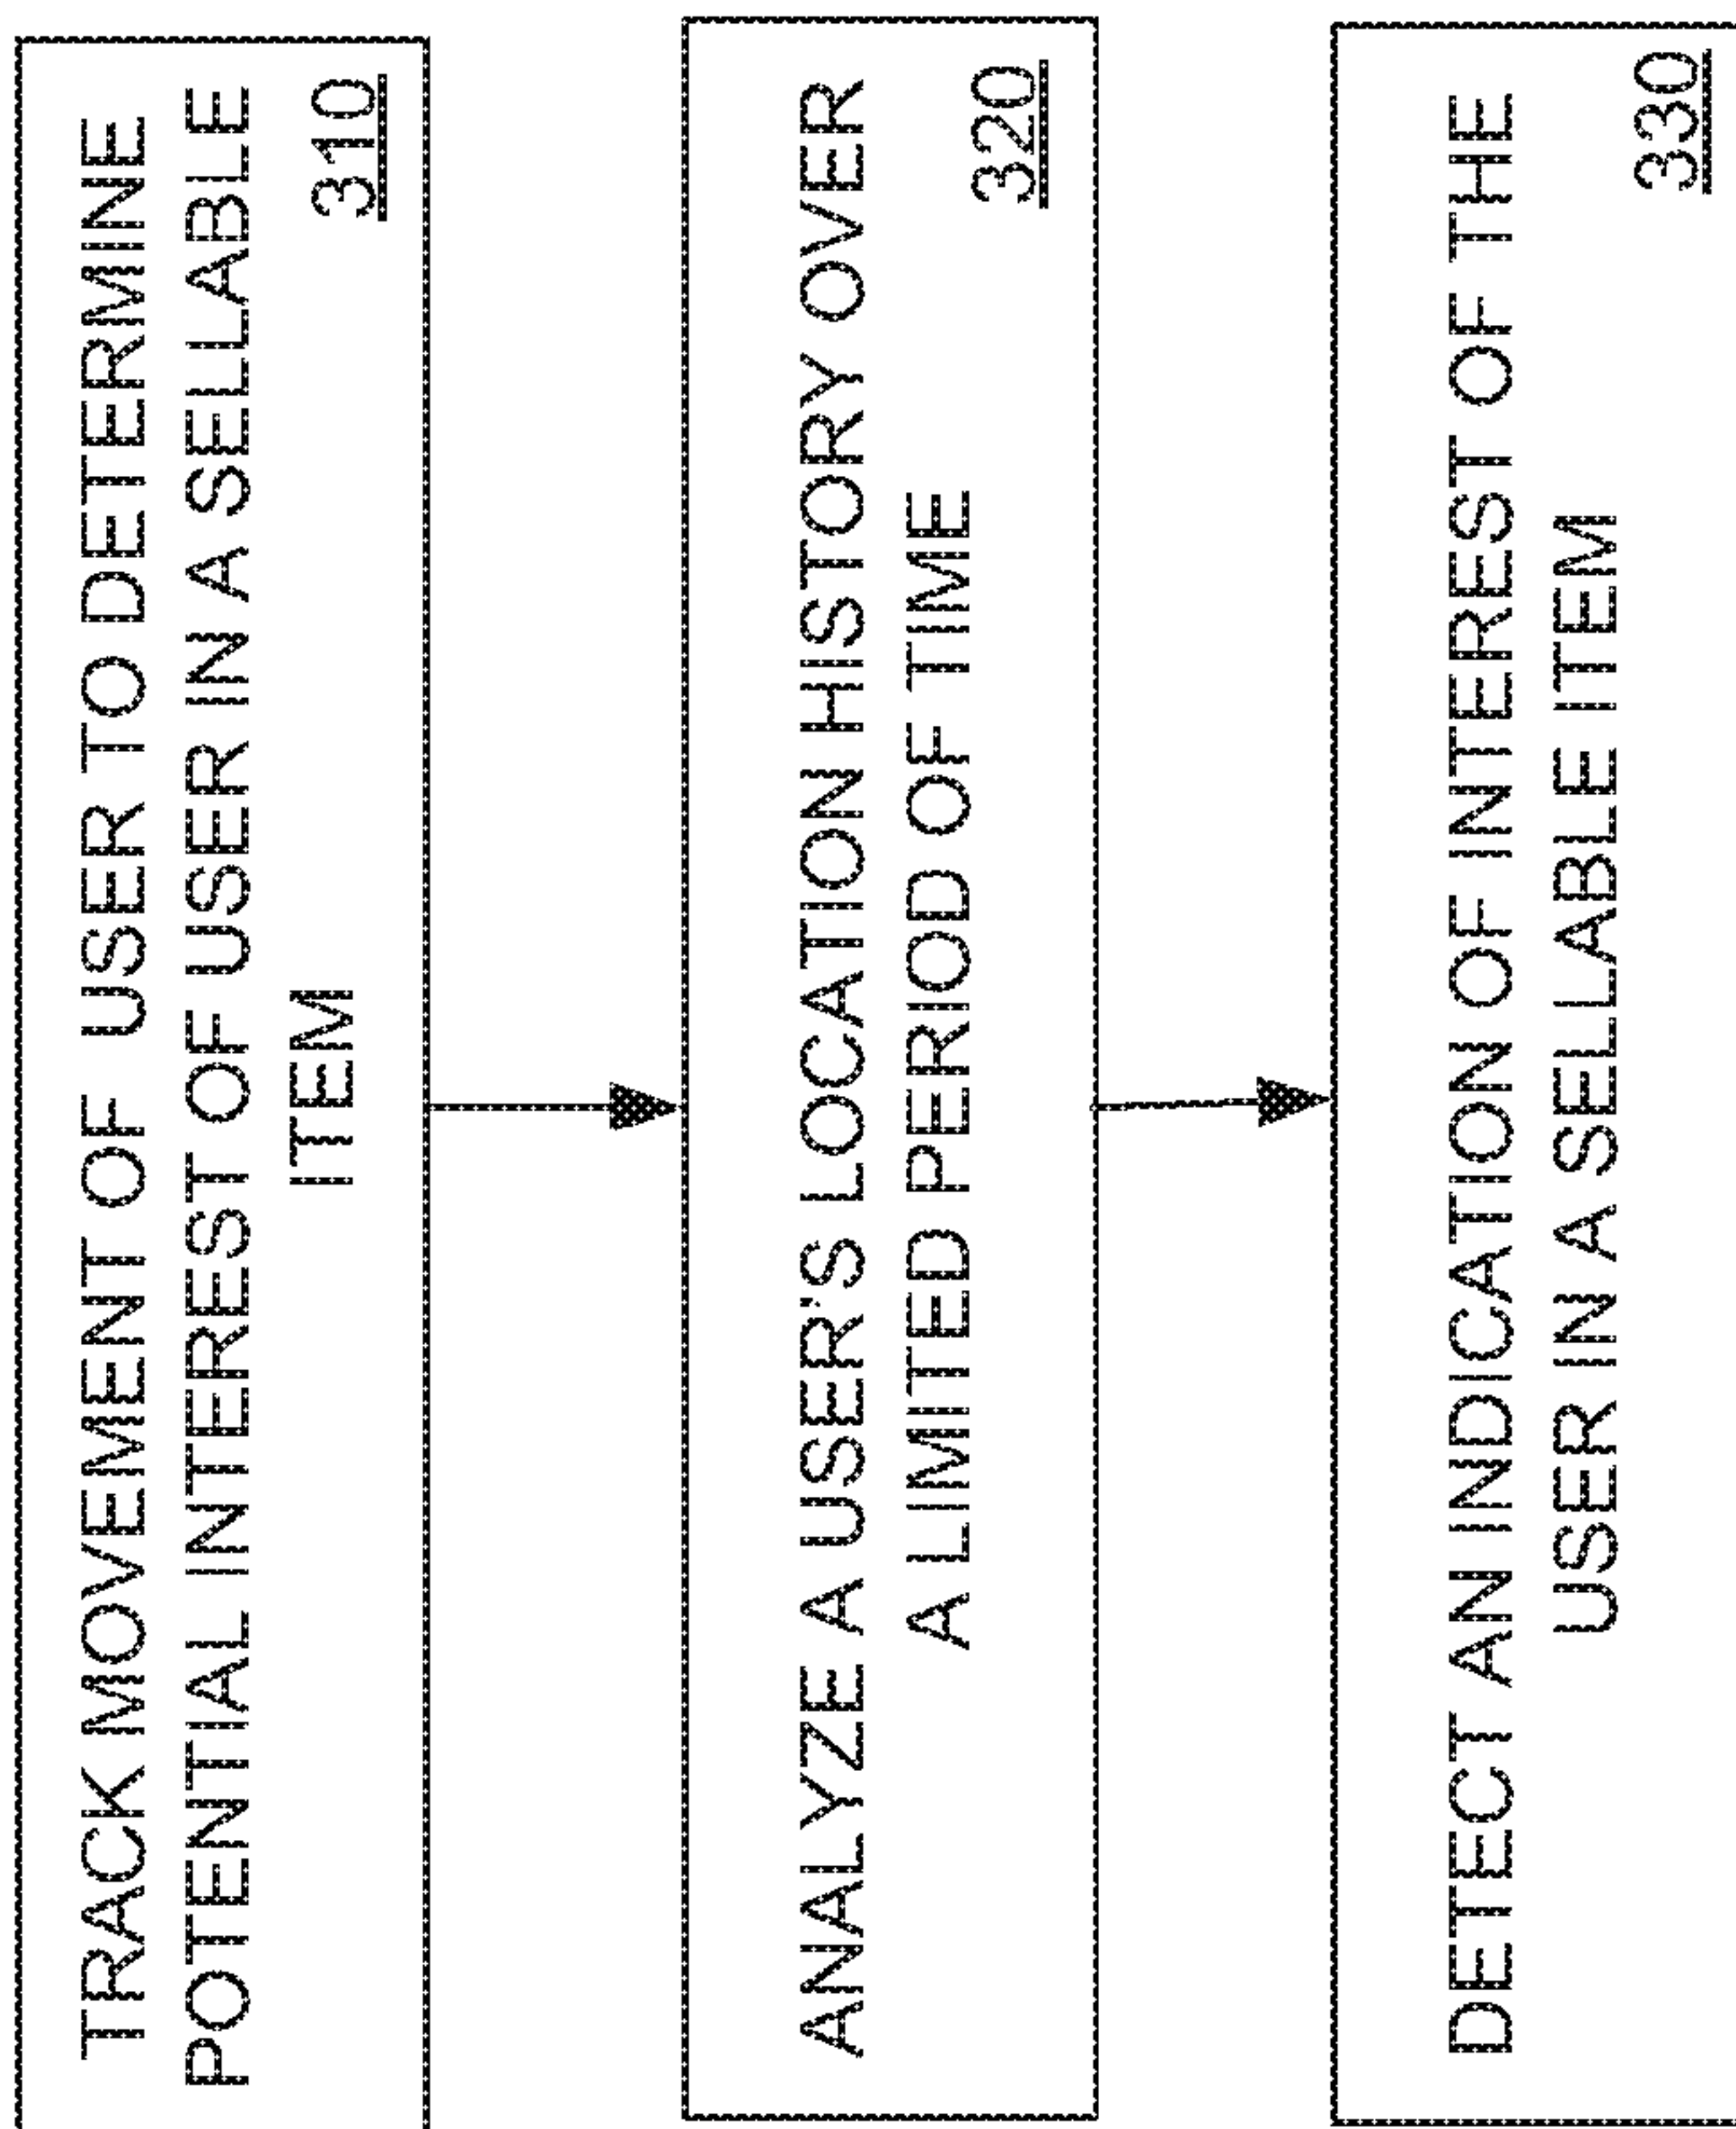 TRACK MOVEMENT OF USER TO DETERMINE
POTENTIAL INTEREST OF USER IN A SELLABLE
ITEM
310
ANALYZE A USER'S LOCATION HISTORY OVER
A LIMITED PERIOD OF TIME
320
DETECT AN INDICATION OF INTEREST OF THE
USER IN A SELLABLE ITEM
330